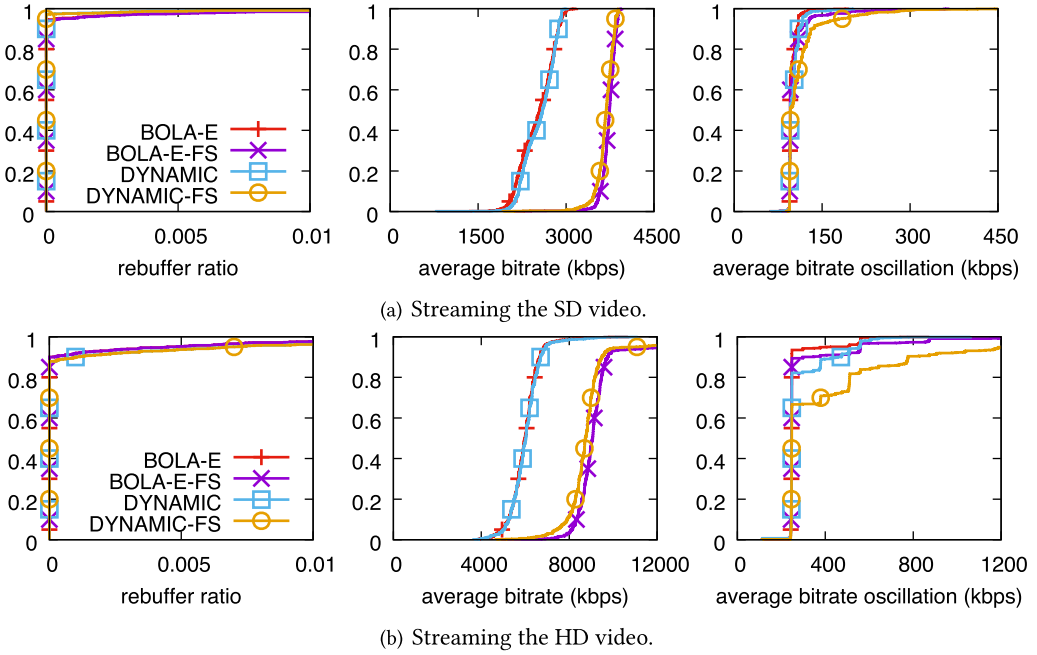 1
0.8
0.6
0.4
0.2
0
BOLA-E
BOLA-E-FS
DYNAMIC
DYNAMIC-FS
0 0.005 0.01
rebuffer ratio
0 1500 3000 4500
average bitrate (kbps)
0 150 300 450
average bitrate oscillation (kbps)
1
0.8
0.6
0.4
0.2
0
1
0.8
0.6
0.4
0.2
0
(a) Streaming the SD video.
1
0.8
0.6
0.4
0.2
0
BOLA-E
BOLA-E-FS
DYNAMIC
DYNAMIC-FS
0 0.005 0.01
rebuffer ratio
1
0.8
0.6
0.4
0.2
0
0 4000 8000 12000
average bitrate (kbps)
1
0.8
0.6
0.4
0.2
0
0 400 800 1200
average bitrate oscillation (kbps)
(b) Streaming the HD video.